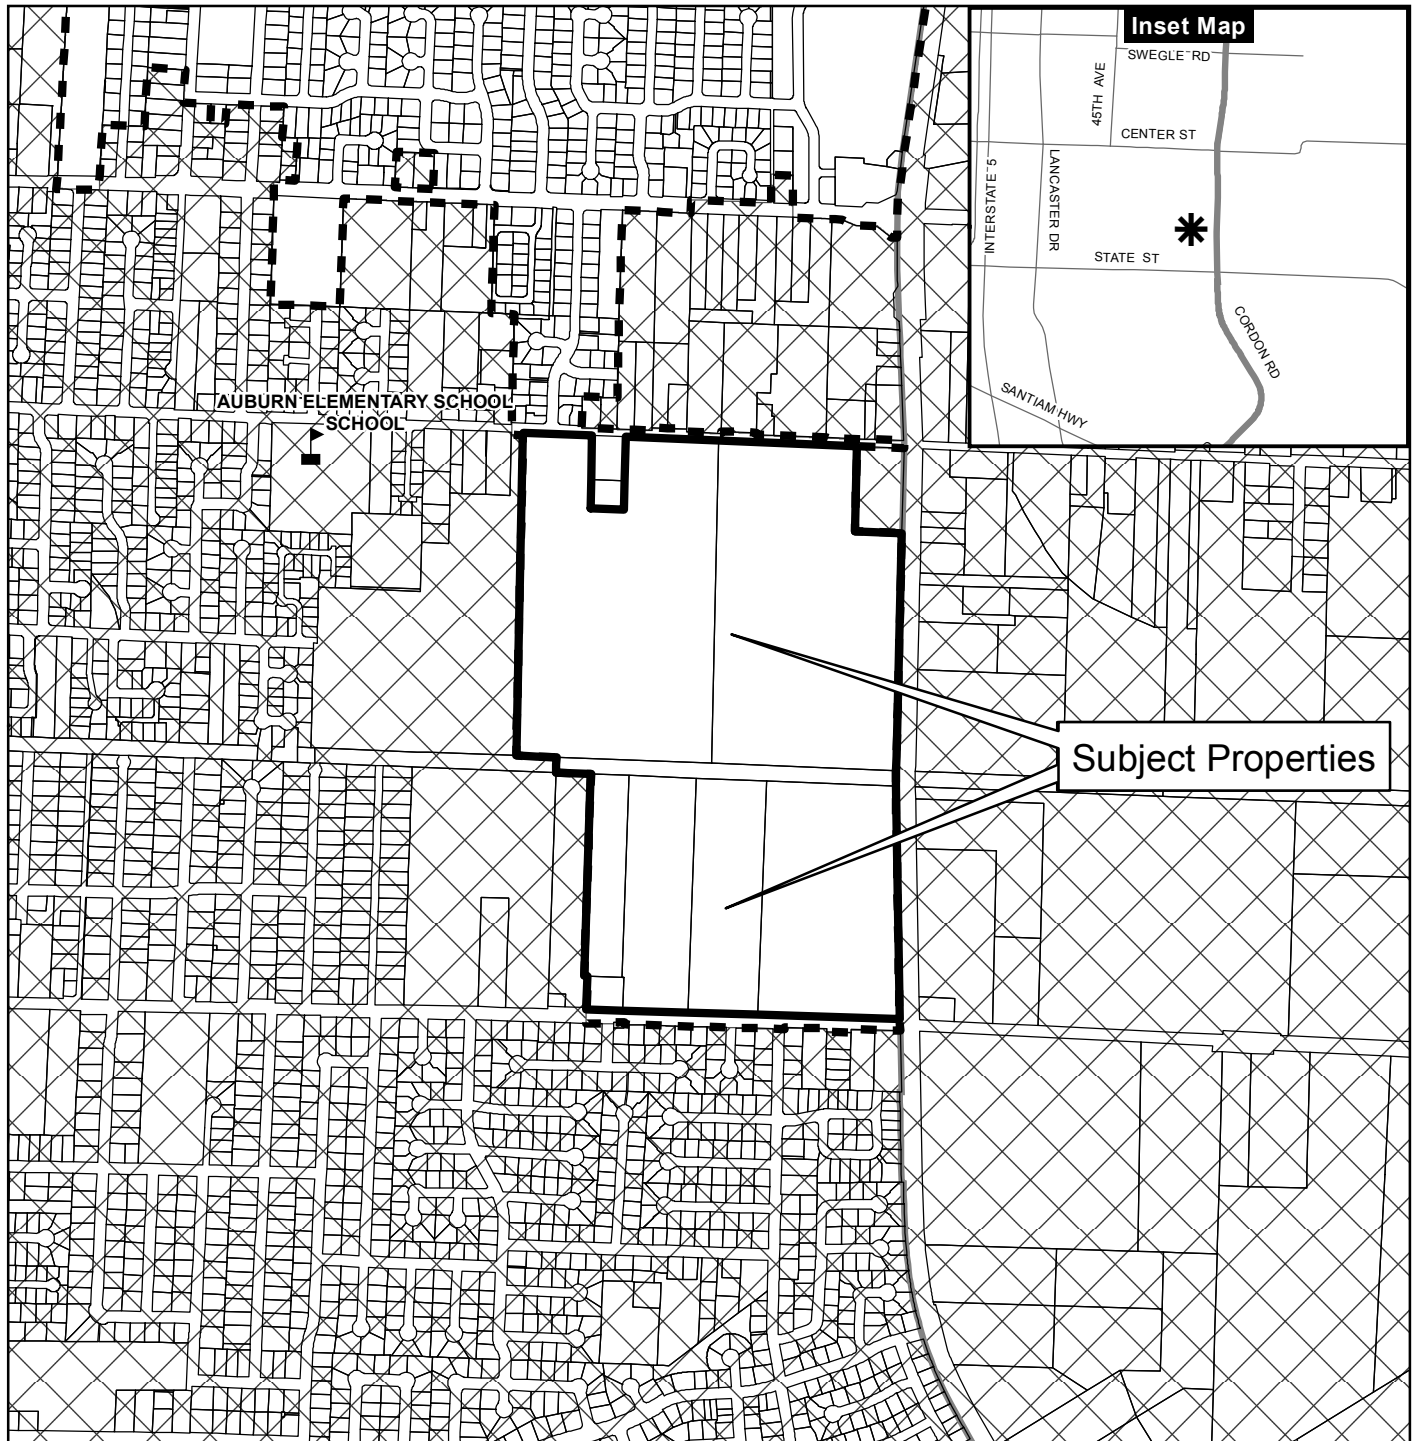 Inset Map
SWEGLE RD
45TH AVE
CENTER ST
INTERSTATE 5
LANCASTER DR
STATE ST
CORDON RD
SANTIAM HWY
AUBURN ELEMENTARY SCHOOL
SCHOOL
Subject Properties